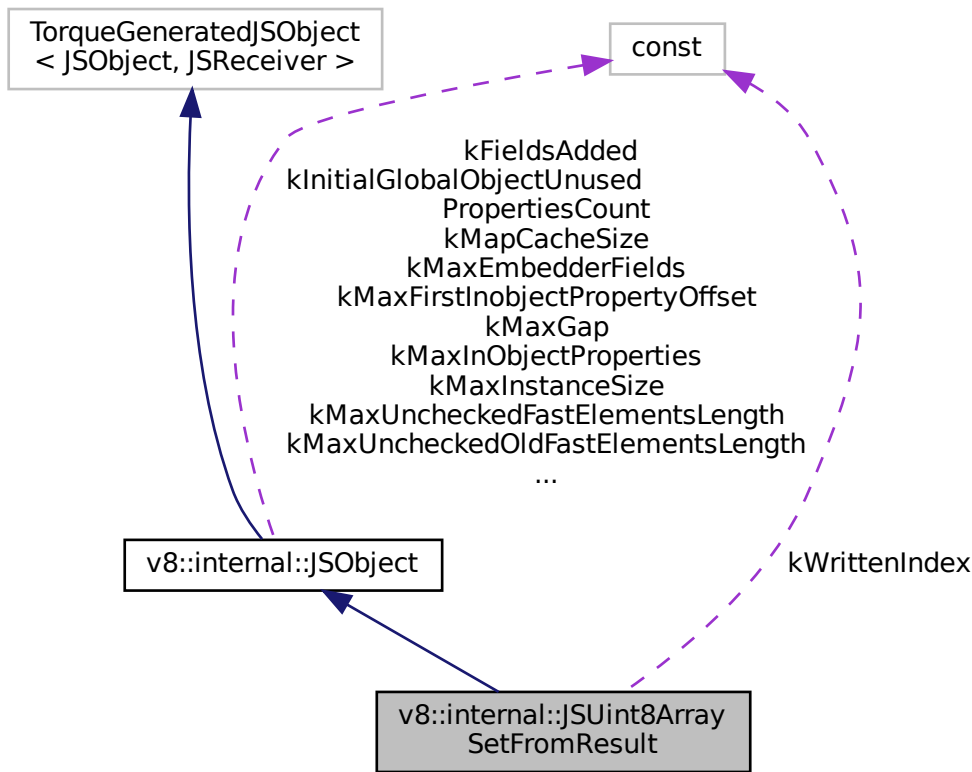 TorqueGeneratedJSObject
< JSObject, JSReceiver >
const
kFieldsAdded
kInitialGlobalObjectUnused
PropertiesCount
kMapCacheSize
kMaxEmbedderFields
kMaxFirstInobjectPropertyOffset
kMaxGap
kMaxInObjectProperties
kMaxInstanceSize
kMaxUncheckedFastElementsLength
kMaxUncheckedOldFastElementsLength
...
v8::internal::JSObject
kWrittenIndex
v8::internal::JSUint8Array
SetFromResult